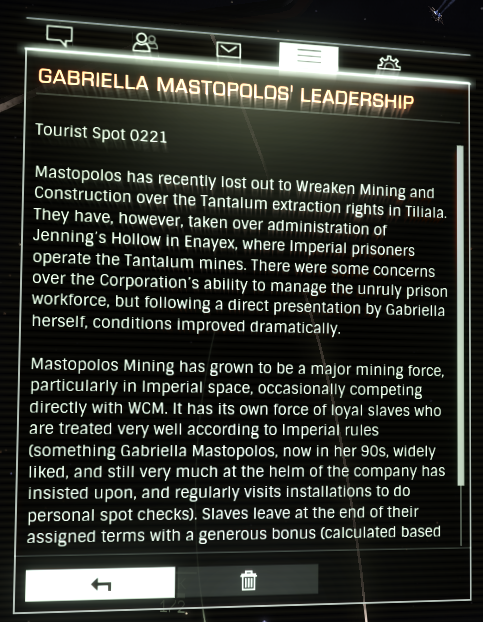 GABRIELLA MASTOPOLOS' LEADERSHIP
Tourist Spot 0221
Mastopolos has recently lost out to Wreaken Mining and
Construction over the Tantalum extraction rights in Tiliala.
They have, however, taken over administration of
Jenning's Hollow in Enayex, where Imperial prisoners
operate the Tantalum mines. There were some concerns
over the Corporation's ability to manage the unruly prison
workforce, but following a direct presentation by Gabriella
herself, conditions improved dramatically.
Mastopolos Mining has grown to be a major mining force,
particularly in Imperial space, occasionally competing
directly with WCM. It has its own force of loyal slaves who
are treated very well according to Imperial rules
(something Gabriella Mastopolos, now in her 90s, widely
liked, and still very much at the helm of the company has
insisted upon, and regularly visits installations to do
personal spot checks). Slaves leave at the end of their
assigned terms with a generous bonus (calculated based
1/2